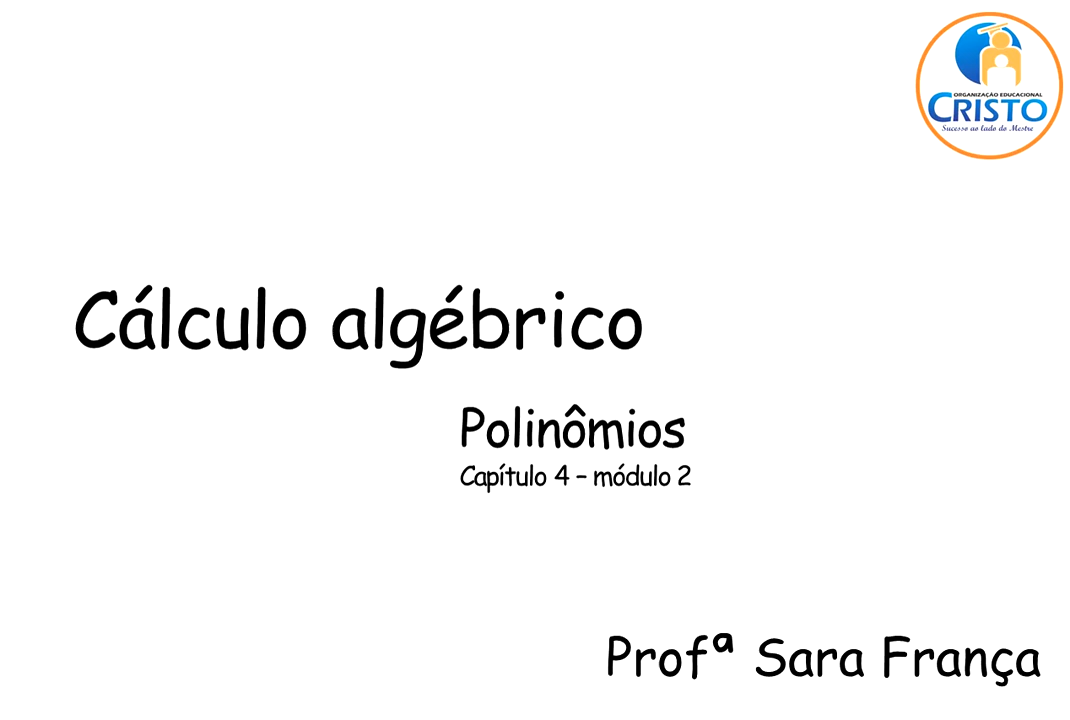 ORGANIZAÇÃO EDUCACIONAL
CRISTO
Sucesso ao lado do Mestre
Cálculo algébrico
Polinômios
Capítulo 4 – módulo 2
Profª Sara França